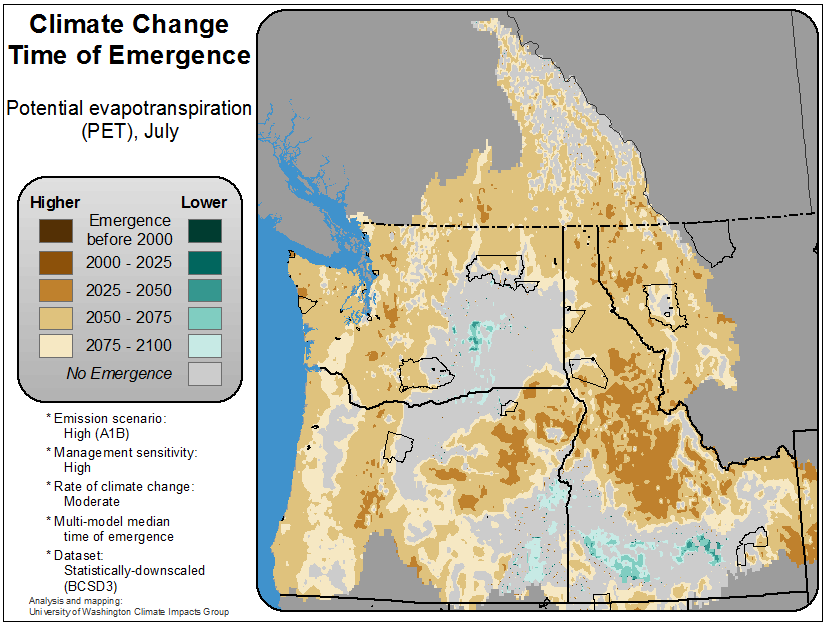 Climate Change
Time of Emergence
Potential evapotranspiration
(PET), July
Higher Lower
Emergence
before 2000
2000 - 2025
2025 - 2050
2050 - 2075
2075 - 2100
No Emergence
* Emission scenario:
High (A1B)
* Management sensitivity:
High
* Rate of climate change:
Moderate
* Multi-model median
time of emergence
* Dataset:
Statistically-downscaled
(BCSD3)
Analysis and mapping:
University of Washington Climate Impacts Group